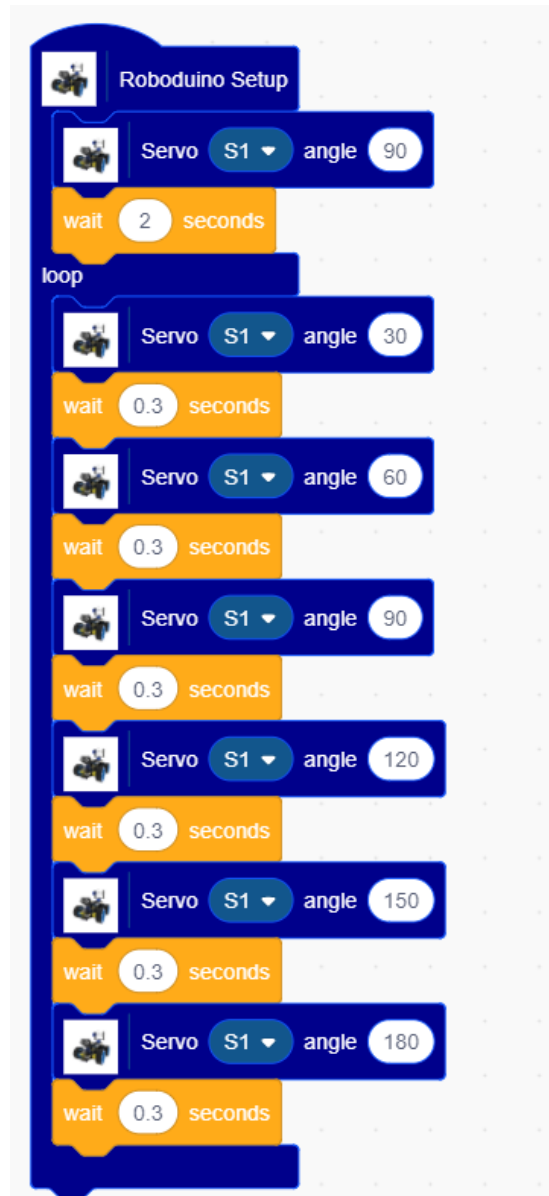 Roboduino Setup
Servo S1 angle 90
wait 2 seconds
loop
Servo S1 angle 30
wait 0.3 seconds
Servo S1 angle 60
wait 0.3 seconds
Servo S1 angle 90
wait 0.3 seconds
Servo S1 angle 120
wait 0.3 seconds
Servo S1 angle 150
wait 0.3 seconds
Servo S1 angle 180
wait 0.3 seconds